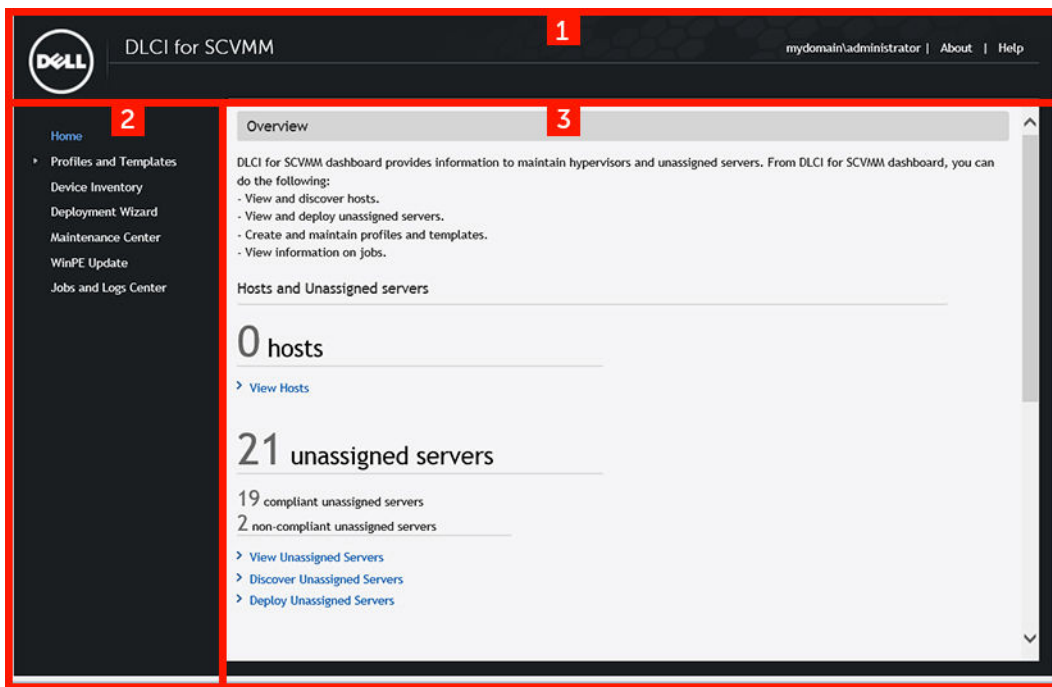 DELL
DLCI for SCVMM
1
mydomain\administrator | About | Help
2
Home
Profiles and Templates
Device Inventory
Deployment Wizard
Maintenance Center
WinPE Update
Jobs and Logs Center
3
Overview
DLCI for SCVMM dashboard provides information to maintain hypervisors and unassigned servers. From DLCI for SCVMM dashboard, you can
do the following:
- View and discover hosts.
- View and deploy unassigned servers.
- Create and maintain profiles and templates.
- View information on jobs.
Hosts and Unassigned servers
0 hosts
View Hosts
21 unassigned servers
19 compliant unassigned servers
2 non-compliant unassigned servers
View Unassigned Servers
Discover Unassigned Servers
Deploy Unassigned Servers